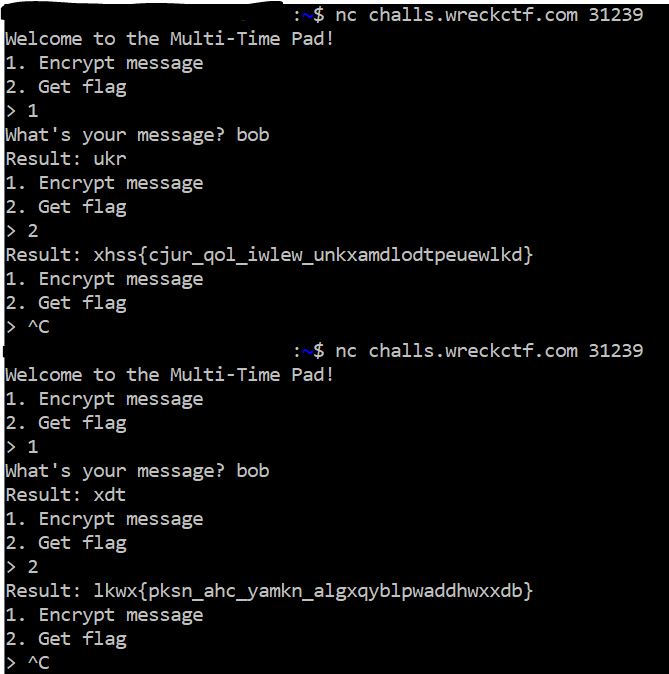 :~$ nc challs.wreckctf.com 31239
Welcome to the Multi-Time Pad!
1. Encrypt message
2. Get flag
> 1
What's your message? bob
Result: ukr
1. Encrypt message
2. Get flag
> 2
Result: xhss{cjur_qol_iwlew_unkxamdlodtpeuewlkd}
1. Encrypt message
2. Get flag
> ^C
:~$ nc challs.wreckctf.com 31239
Welcome to the Multi-Time Pad!
1. Encrypt message
2. Get flag
> 1
What's your message? bob
Result: xdt
1. Encrypt message
2. Get flag
> 2
Result: lkwx{pksn_ahc_yamkn_algxqyblpwaddhwxxdb}
1. Encrypt message
2. Get flag
> ^C